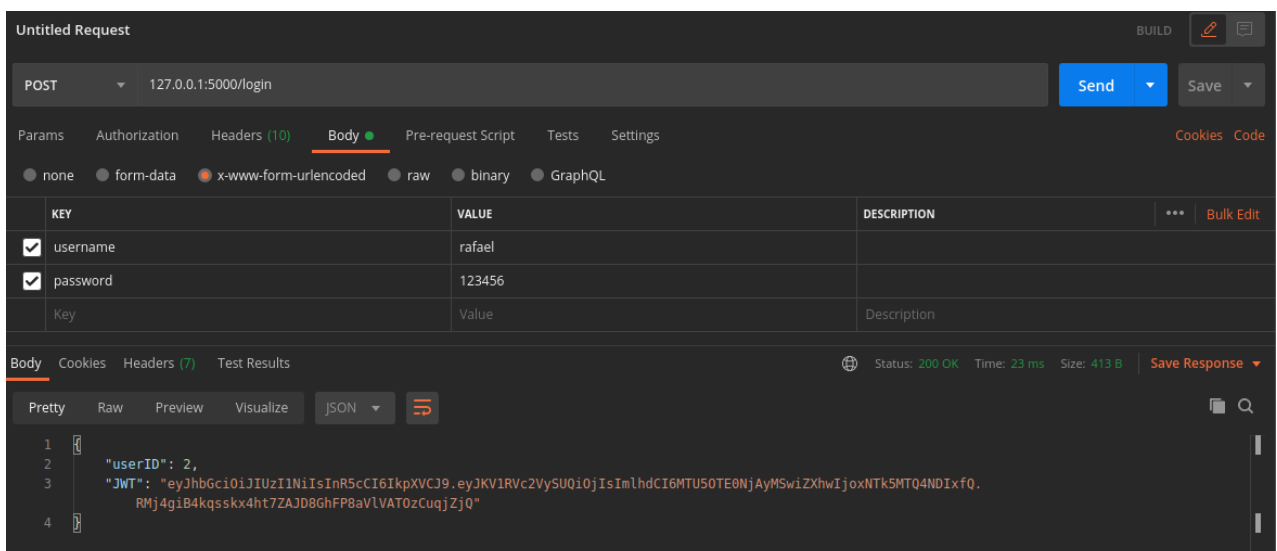 Untitled Request
BUILD
POST 127.0.0.1:5000/login Send Save
Params Authorization Headers (10) Body Pre-request Script Tests Settings Cookies Code
none form-data x-www-form-urlencoded raw binary GraphQL
KEY VALUE DESCRIPTION ••• Bulk Edit
username rafael
password 123456
Key Value Description
Body Cookies Headers (7) Test Results Status: 200 OK Time: 23 ms Size: 413 B Save Response
Pretty Raw Preview Visualize JSON
1 {
2 "userID": 2,
3 "JWT": "eyJhbGciOiJIUzI1NiIsInR5cCI6IkpXVCJ9.eyJKV1RVc2VySUQiOjIsImlhdCI6MTU5OTE0NjAyMSwiZXhwIjoxNTk5MTQ4NDIxfQ.
RMj4giB4kqsskx4ht7ZAJD8GhFP8aVlVATOzCuqjZjQ"
4 }